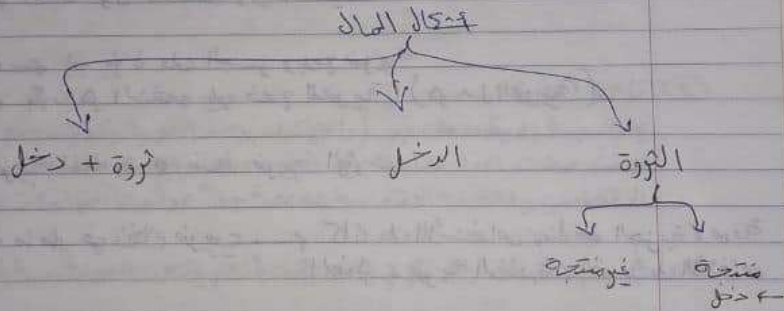 أشكال المال
الثروة الدخل ثروة + دخل
منتجة غير منتجة
← دخل